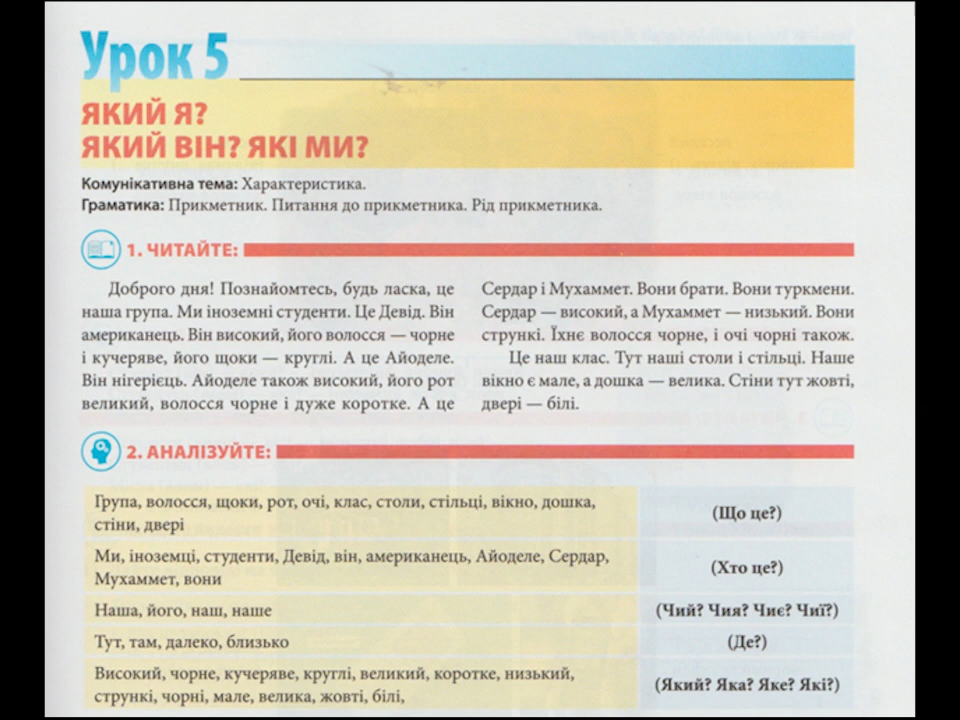 Урок 5
ЯКИЙ Я?
ЯКИЙ ВІН? ЯКІ МИ?
Комунікативна тема: Характеристика.
Граматика: Прикметник. Питання до прикметника. Рід прикметника.
1. ЧИТАЙТЕ:
Доброго дня! Познайомтесь, будь ласка, це
наша група. Ми іноземні студенти. Це Девід. Він
американець. Він високий, його волосся — чорне
і кучеряве, його щоки — круглі. А це Айоделе.
Він нігерієць. Айоделе також високий, його рот
великий, волосся чорне і дуже коротке. А це
Сердар і Мухаммет. Вони брати. Вони туркмени.
Сердар — високий, а Мухаммет — низький. Вони
стрункі. Їхнє волосся чорне, і очі чорні також.
Це наш клас. Тут наші столи і стільці. Наше
вікно є мале, а дошка — велика. Стіни тут жовті,
двері — білі.
2. АНАЛІЗУЙТЕ:
Група, волосся, щоки, рот, очі, клас, столи, стільці, вікно, дошка,
стіни, двері
(Що це?)
Ми, іноземці, студенти, Девід, він, американець, Айоделе, Сердар,
Мухаммет, вони
(Хто це?)
Наша, його, наш, наше
(Чий? Чия? Чиє? Чиї?)
Тут, там, далеко, близько
(Де?)
Високий, чорне, кучеряве, круглі, великий, коротке, низький,
стрункі, чорні, мале, велика, жовті, білі,
(Який? Яка? Яке? Які?)